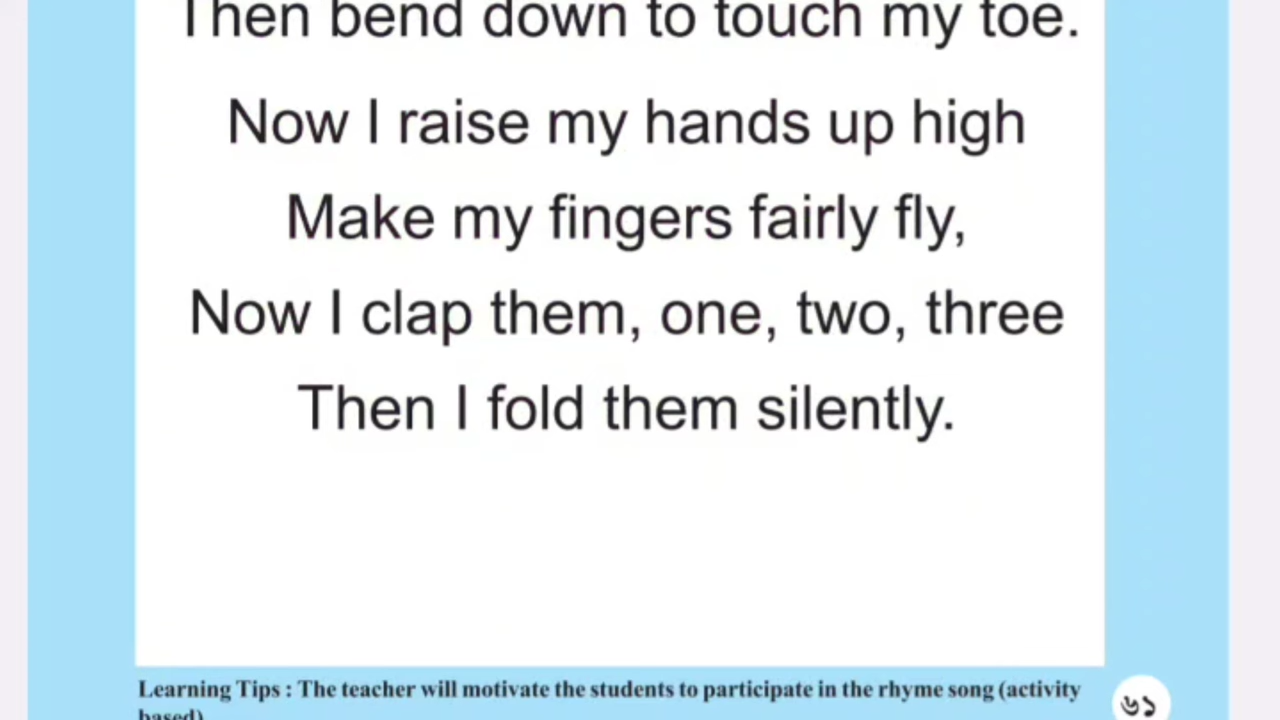 Then bend down to touch my toe.
Now I raise my hands up high
Make my fingers fairly fly,
Now I clap them, one, two, three
Then I fold them silently.
Learning Tips : The teacher will motivate the students to participate in the rhyme song (activity
based)
৬১